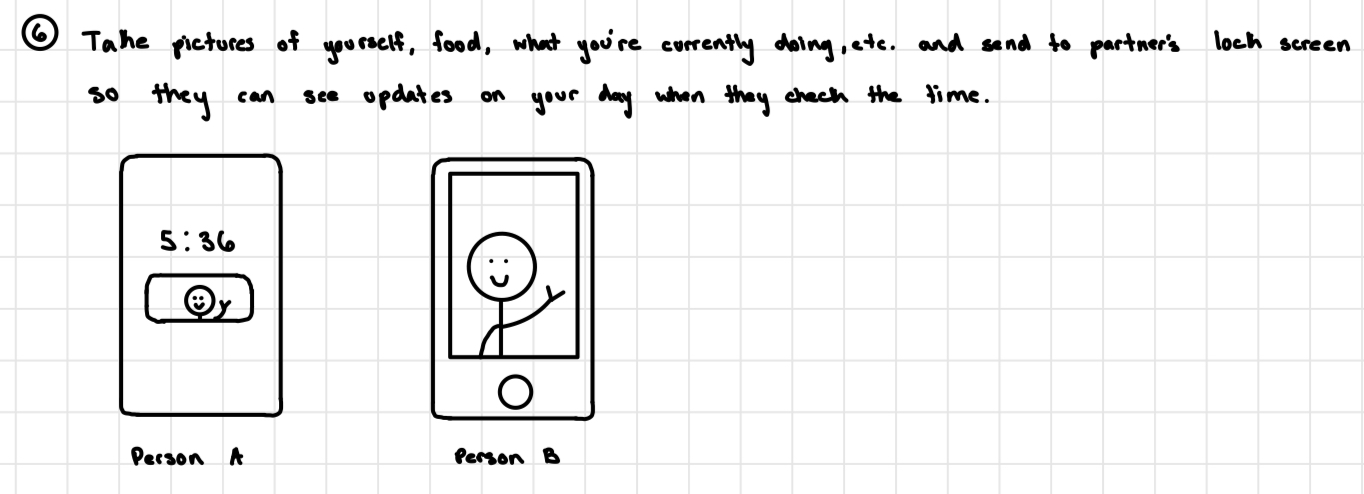 6 Take pictures of yourself, food, what you're currently doing, etc. and send to partner's lock screen
so they can see updates on your day when they check the time.
5:36
Person A
Person B